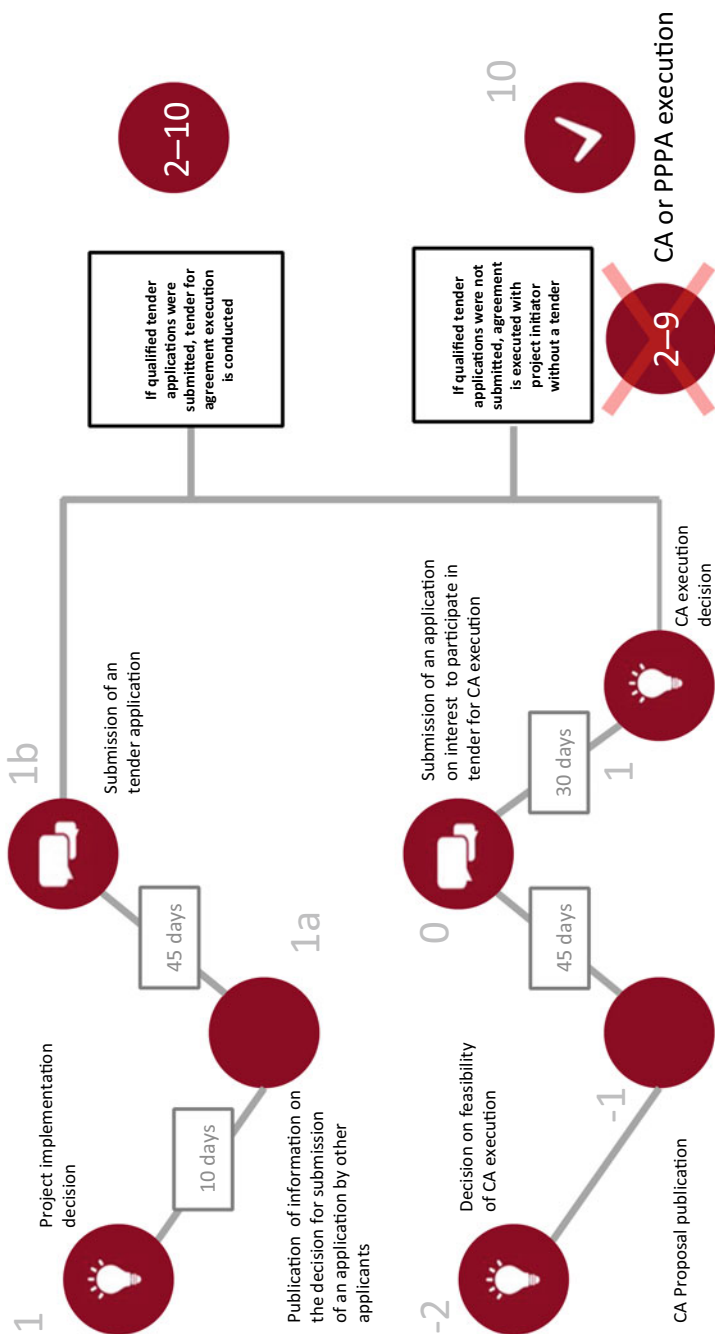 1
Project implementation
decision
10 days
Publication of information on
the decision for submission
of an application by other
applicants
1a
45 days
1b
Submission of an
tender application
If qualified tender
applications were
submitted, tender for
agreement execution
is conducted
2–10
-2
Decision on feasibility
of CA execution
CA Proposal publication
-1
45 days
0
Submission of an application
on interest to participate in
tender for CA execution
30 days
1
CA execution
decision
If qualified tender
applications were not
submitted, agreement
is executed with
project initiator
without a tender
2–9
10
CA or PPPA execution